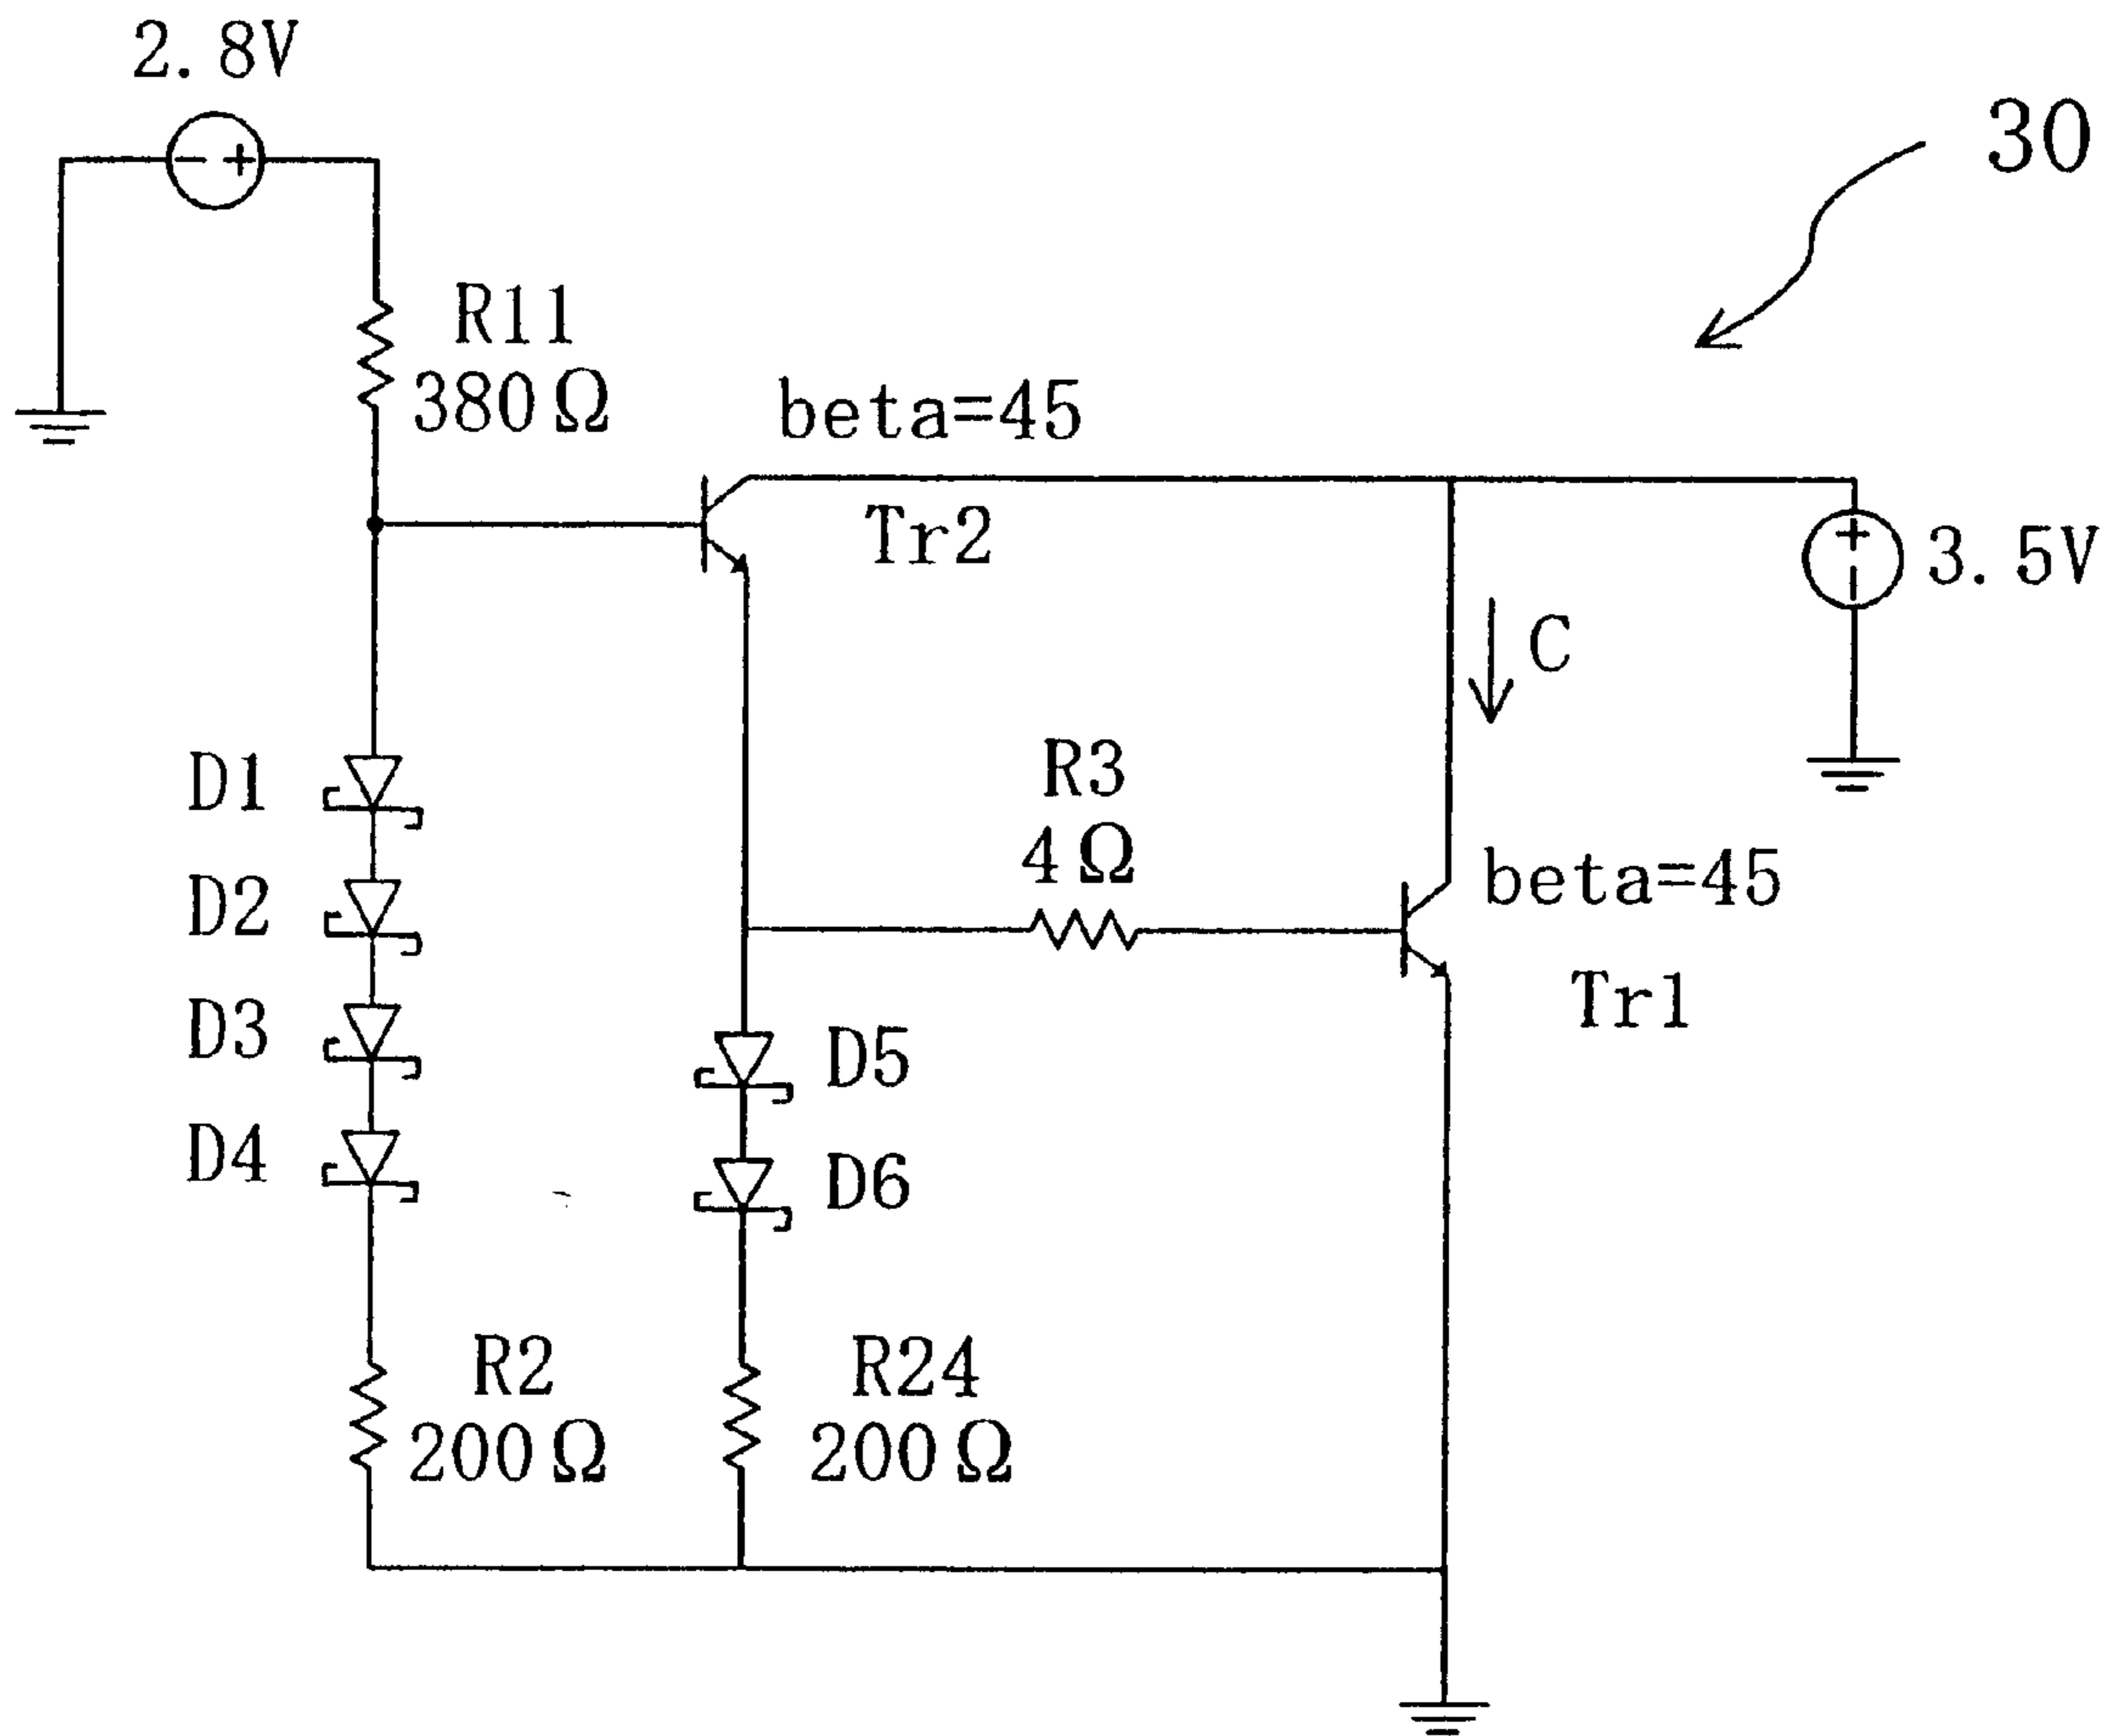 2.8V
30
R11
380Ω
beta=45
Tr2
3.5V
C
D1
R3
4Ω
beta=45
D2
Tr1
D3
D5
D4
D6
R2
200Ω
R24
200Ω